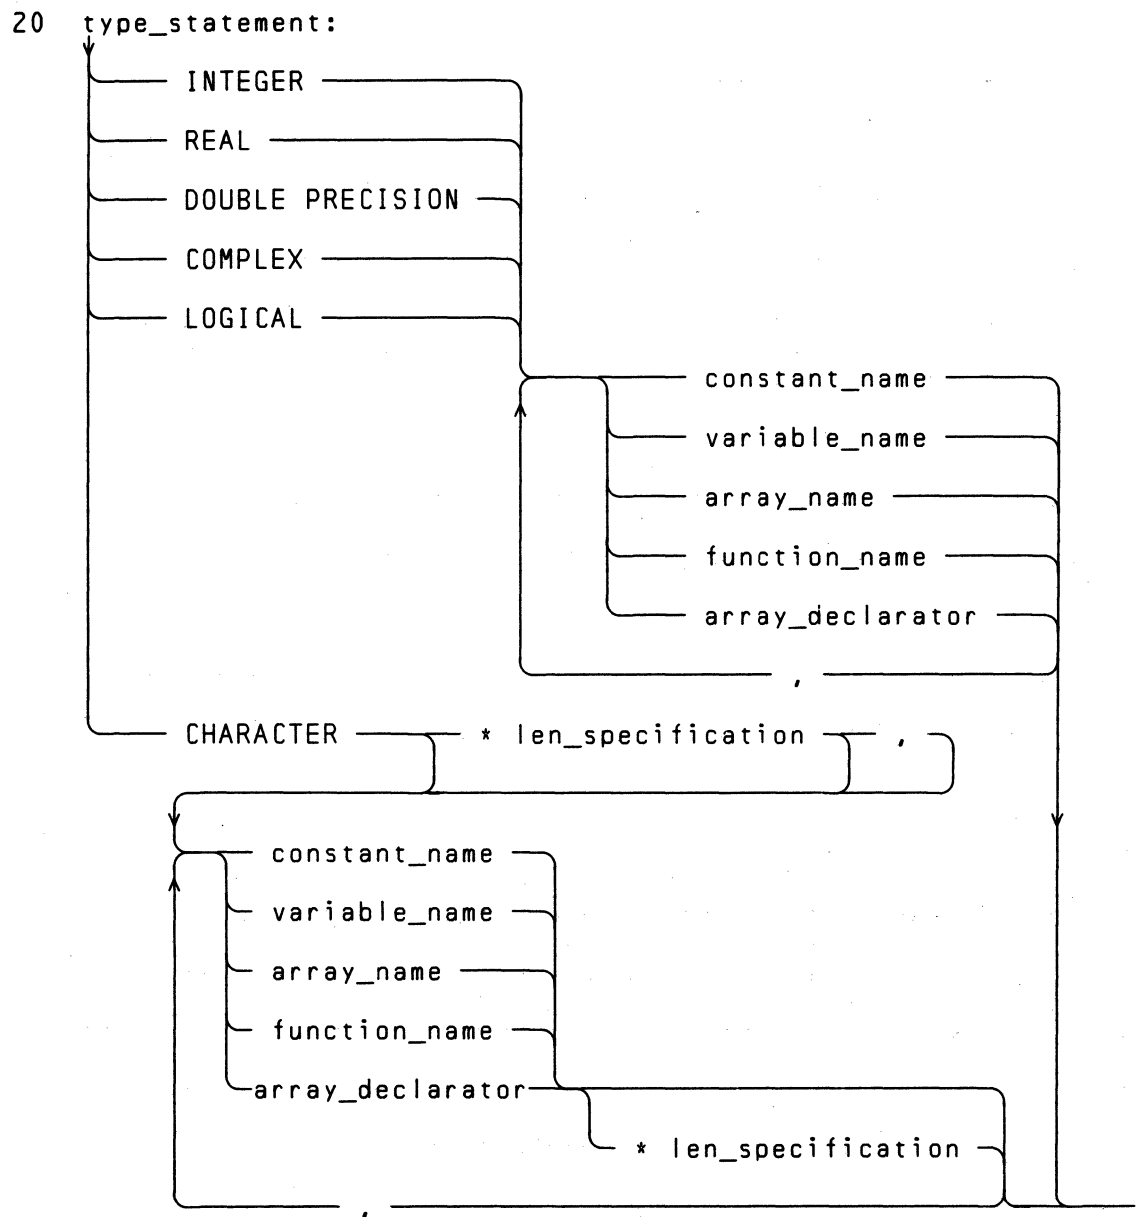 20 type_statement:
INTEGER
REAL
DOUBLE PRECISION
COMPLEX
LOGICAL
constant_name
variable_name
array_name
function_name
array_declarator
,
CHARACTER * len_specification ,
constant_name
variable_name
array_name
function_name
array_declarator
* len_specification
,